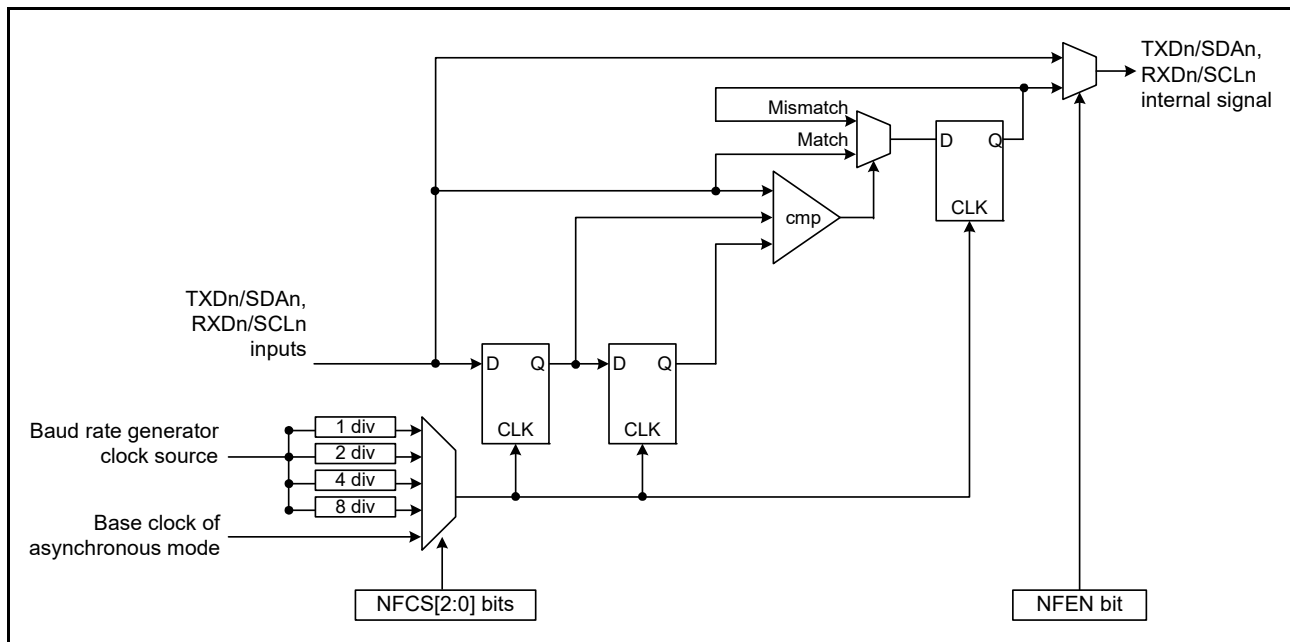 TXDn/SDAn,
RXDn/SCLn
internal signal
Mismatch
Match
D
Q
CLK
cmp
TXDn/SDAn,
RXDn/SCLn
inputs
D
Q
CLK
D
Q
CLK
Baud rate generator
clock source
1 div
2 div
4 div
8 div
Base clock of
asynchronous mode
NFCS[2:0] bits
NFEN bit